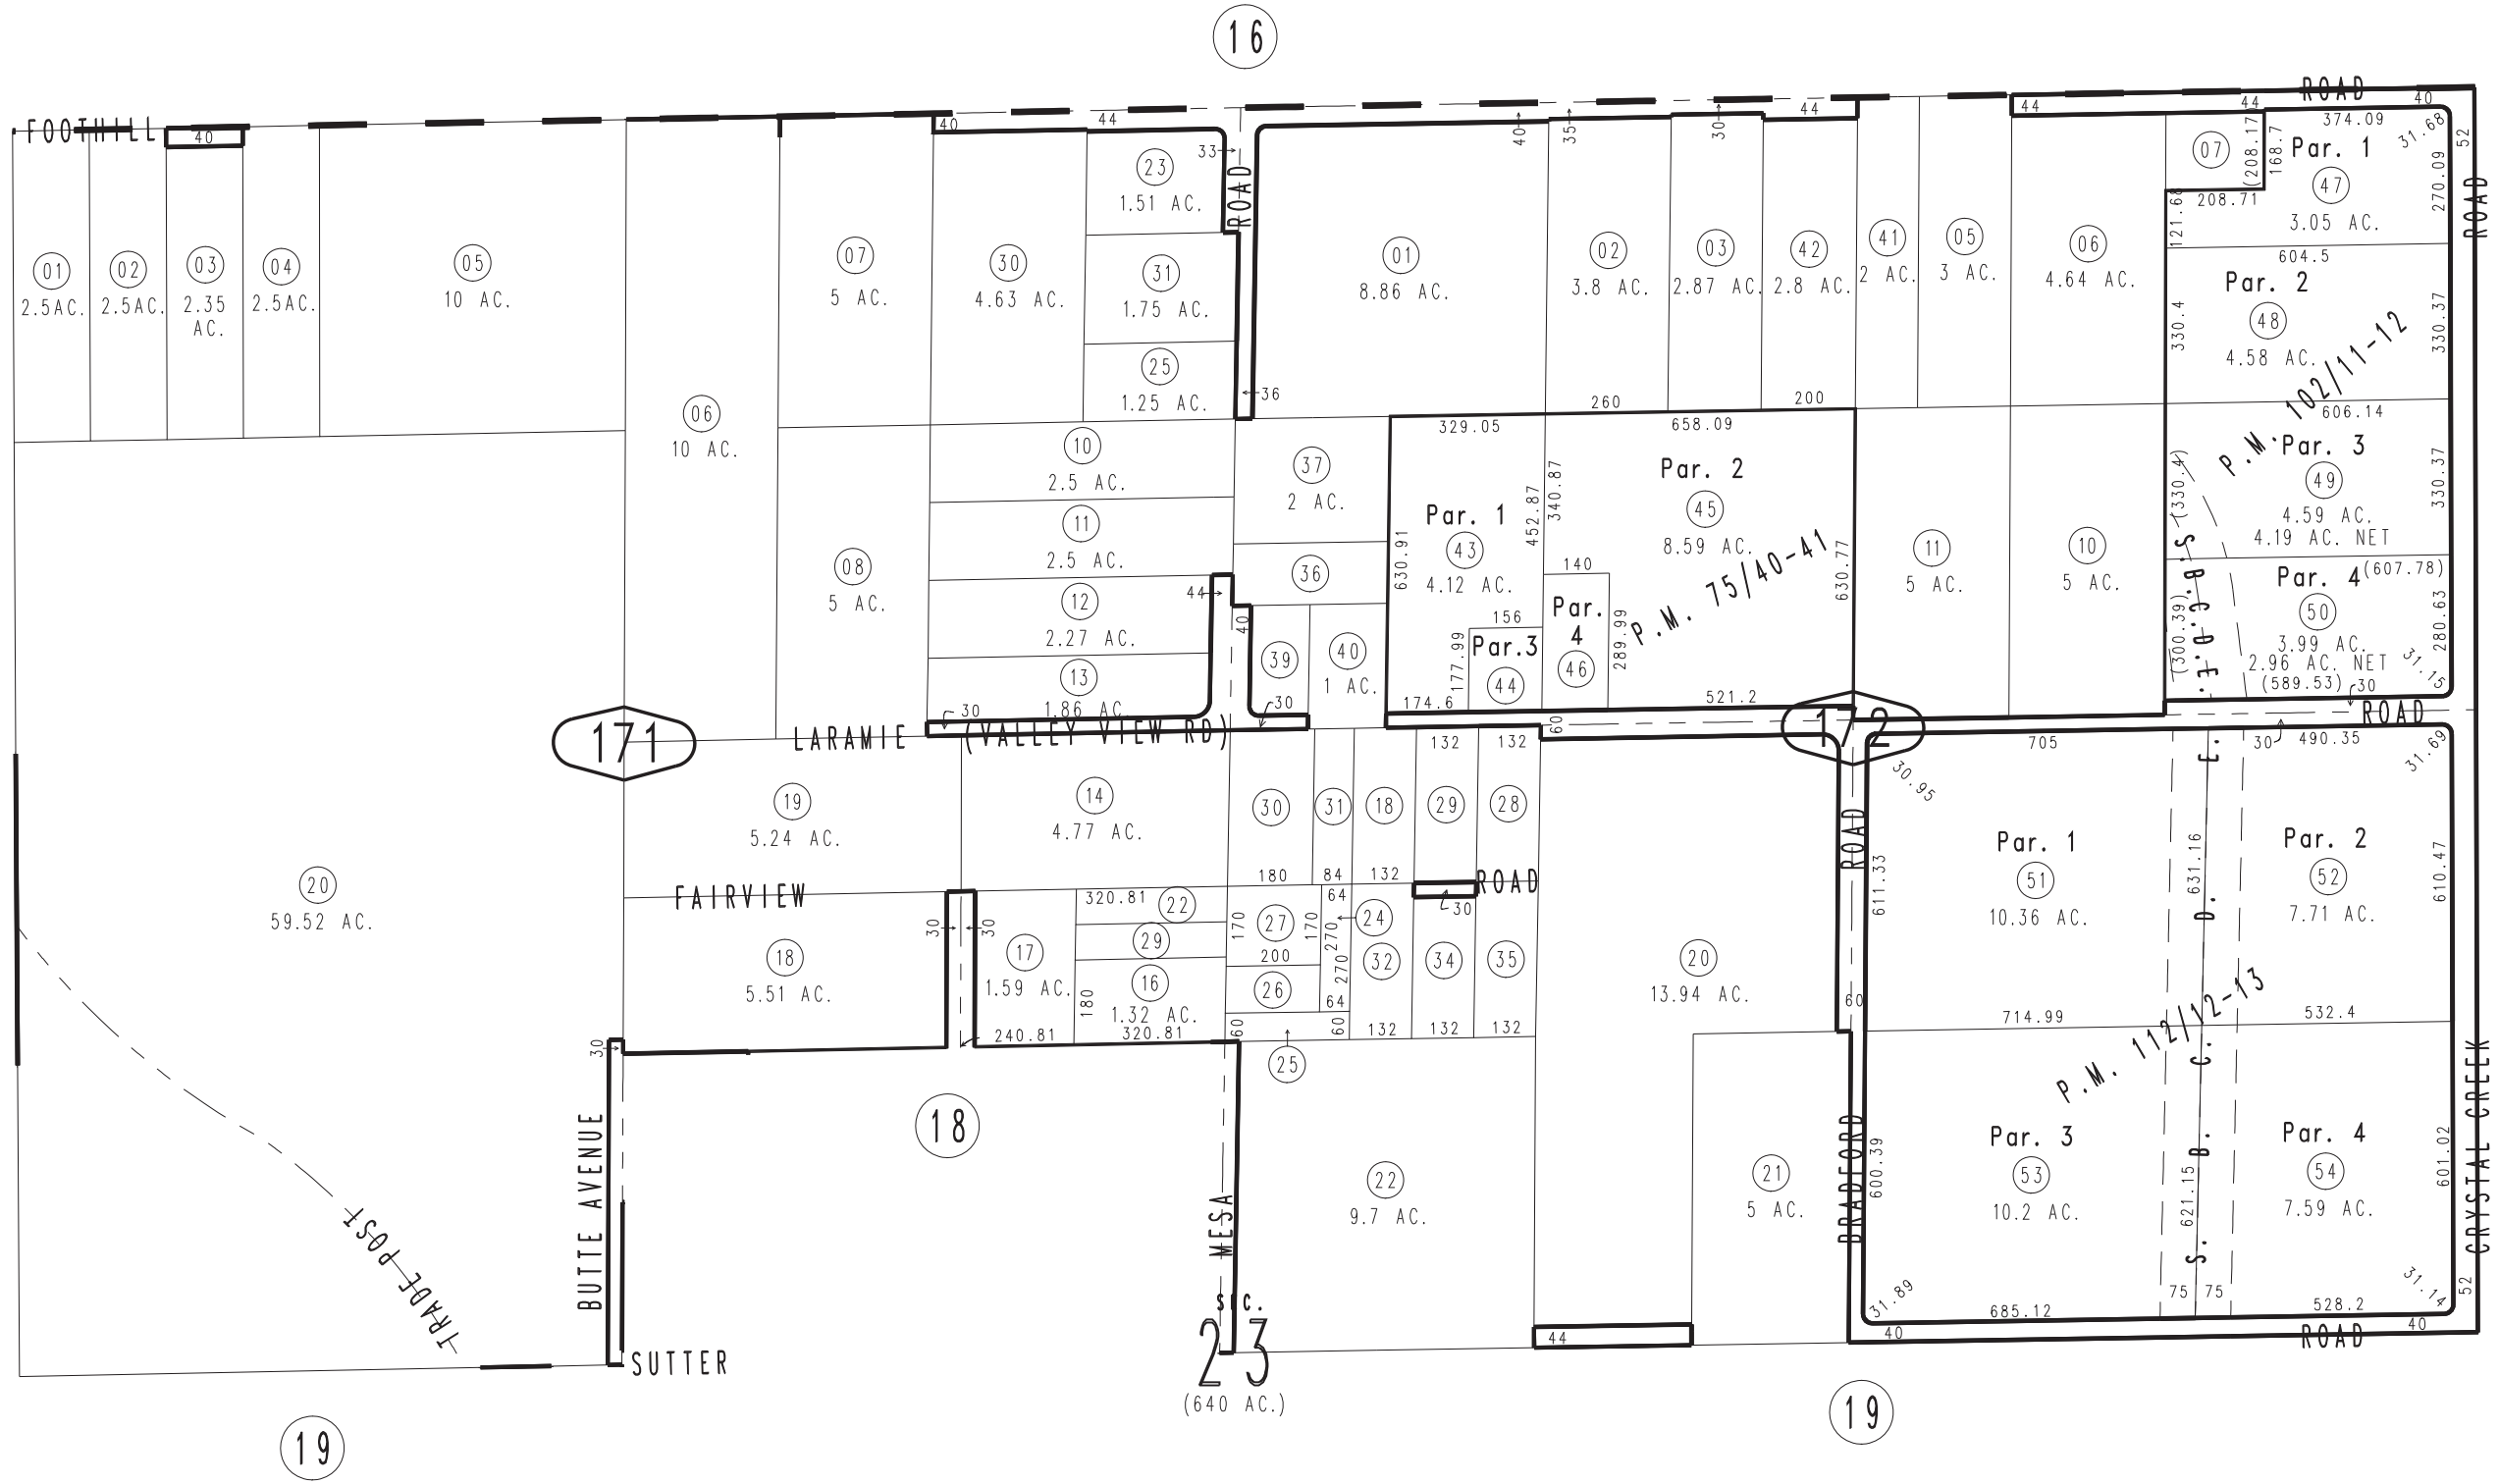 16
FOOTHILL
40
40
44
44
44
44
ROAD
40
374.09
31.68
52
ROAD
33
ROAD
40
35
30
23
1.51 AC.
07
(208.17)
168.7
Par. 1
47
3.05 AC.
270.09
208.71
121.68
604.5
01
2.5AC.
02
2.5AC.
03
2.35
AC.
04
2.5AC.
05
10 AC.
07
5 AC.
30
4.63 AC.
31
1.75 AC.
01
8.86 AC.
02
3.8 AC.
03
2.87 AC.
42
2.8 AC.
41
2 AC.
05
3 AC.
06
4.64 AC.
Par. 2
48
4.58 AC.
330.4
330.37
25
1.25 AC.
36
260
200
P.M. 102/11-12
606.14
06
10 AC.
10
2.5 AC.
329.05
658.09
37
2 AC.
Par. 1
43
4.12 AC.
630.91
452.87
340.87
Par. 2
45
8.59 AC.
P.M. 75/40-41
630.77
Par. 3
49
4.59 AC.
4.19 AC. NET
(330.4)
330.37
11
2.5 AC.
08
5 AC.
11
5 AC.
10
5 AC.
S.B.C.D.E.
36
140
Par. 4
(607.78)
50
3.99 AC.
2.96 AC. NET
(589.53)
(300.39)
280.63
31.15
12
2.27 AC.
44
40
156
Par.3
44
177.99
Par.
4
46
289.99
39
40
1 AC.
13
1.86 AC
30
30
174.6
521.2
30
ROAD
171
LARAMIE
(VALLEY VIEW RD)
60
172
132
132
705
30
490.35
31.69
30.95
19
5.24 AC.
14
4.77 AC.
30
31
18
29
28
ROAD
Par. 1
51
10.36 AC.
611.33
631.16
Par. 2
52
7.71 AC.
610.47
180
84
132
ROAD
20
59.52 AC.
FAIRVIEW
320.81
22
64
30
30
30
170
27
170
24
270
29
17
1.59 AC.
200
18
5.51 AC.
32
34
35
20
13.94 AC.
16
1.32 AC.
180
26
270
64
60
240.81
320.81
60
60
132
132
132
714.99
532.4
S. B. C. D. E.
P.M. 112/12-13
30
25
18
BUTTE AVENUE
MESA
22
9.7 AC.
21
5 AC.
BRADFORD
600.39
Par. 3
53
10.2 AC.
621.15
Par. 4
54
7.59 AC.
601.02
CRYSTAL CREEK
TRADE POST
75
75
31.89
685.12
528.2
31.14
52
44
40
ROAD
40
SUTTER
SEC.
23
(640 AC.)
19
19